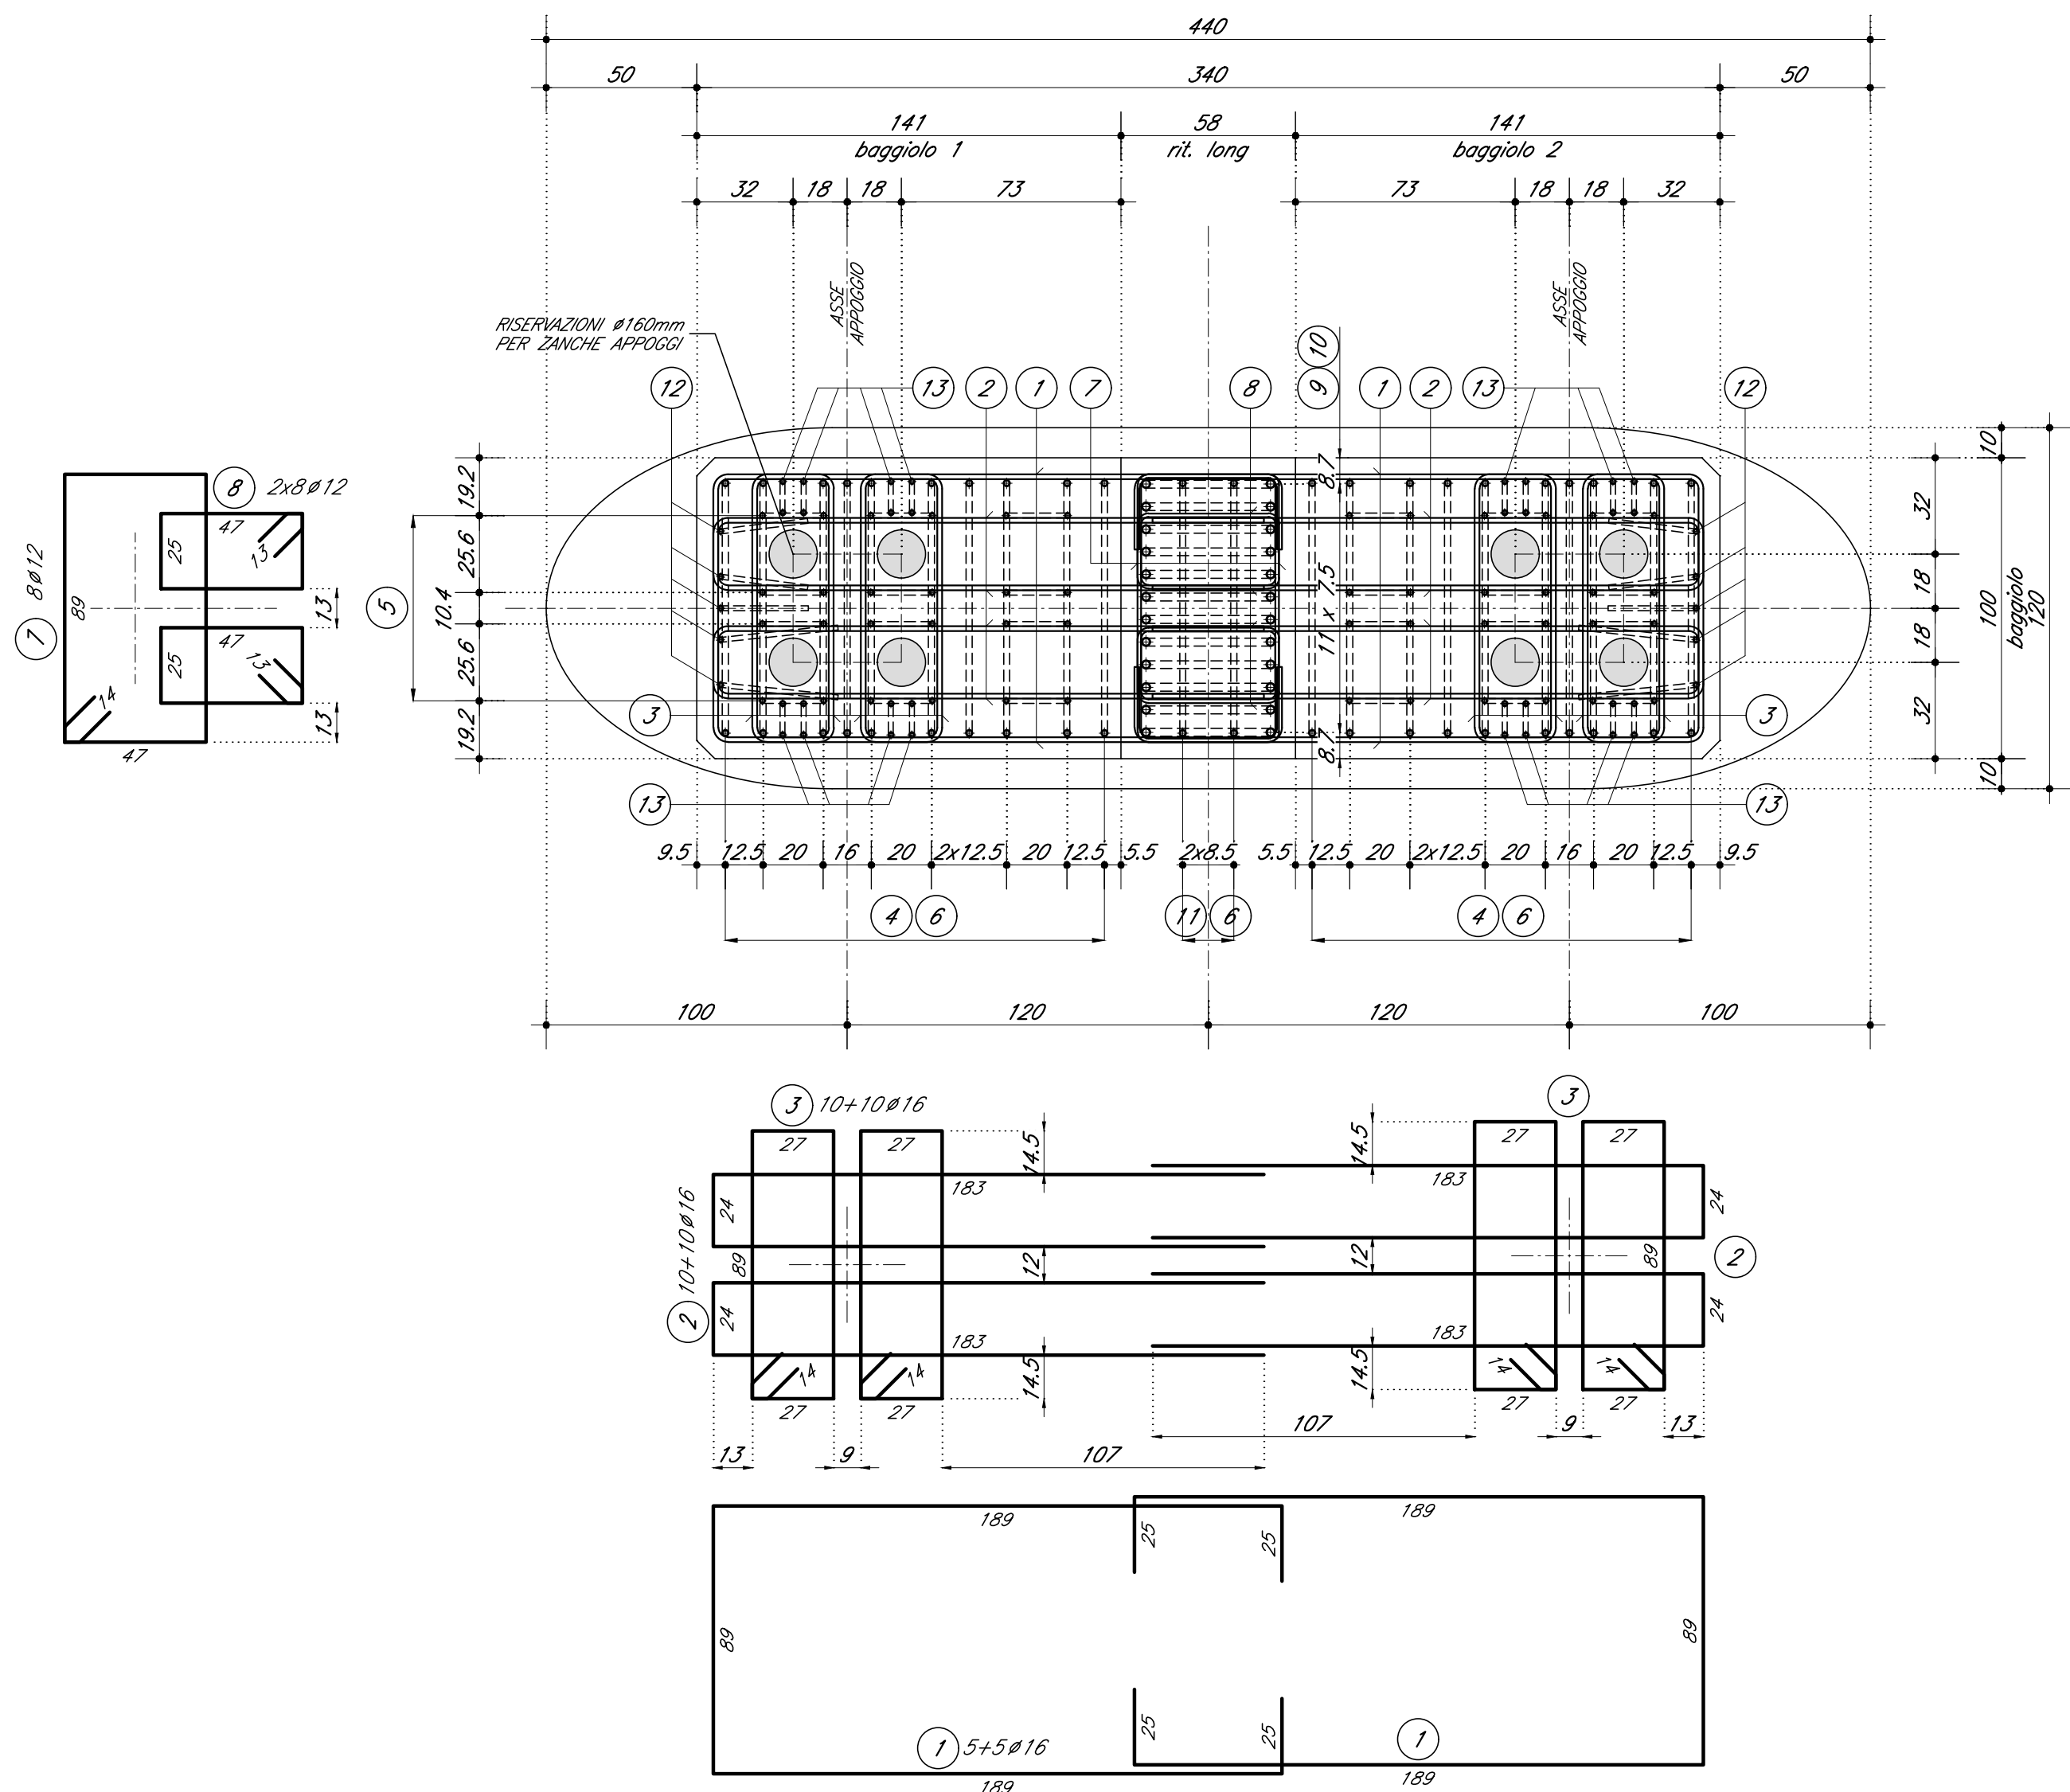 440
50 340 50
141 58 141
baggiolo 1 rit. long baggiolo 2
32 18 18 73 73 18 18 32
ASSE
APPOGGIO
ASSE
APPOGGIO
RISERVAZIONI ø160mm
PER ZANCHE APPOGGI
12 13 2 1 7 8 9 10 1 2 13 12
8 2x8ø12
7 8ø12
89
47
25
13
13
47
25
13
13
14
47
5
19.2
25.6
10.4
25.6
19.2
8.7
11 x 7.5
8.7
32
18
18
32
10
100
baggiolo
120
10
3 3
13 13
9.5 12.5 20 16 20 2x12.5 20 12.5 5.5 2x8.5 5.5 12.5 20 2x12.5 20 16 20 12.5 9.5
4 6 11 6 4 6
100 120 120 100
3 10+10ø16 3
27 27 14.5 14.5 27 27
183 183
24 24
2 10+10ø16
89 12 12 89 2
24 24
183 183
14 14 14.5 14.5 14 14
27 27 27 27
13 9 107 107 9 13
189 189
25 25
89 89
25 25
1 5+5ø16 1
189 189